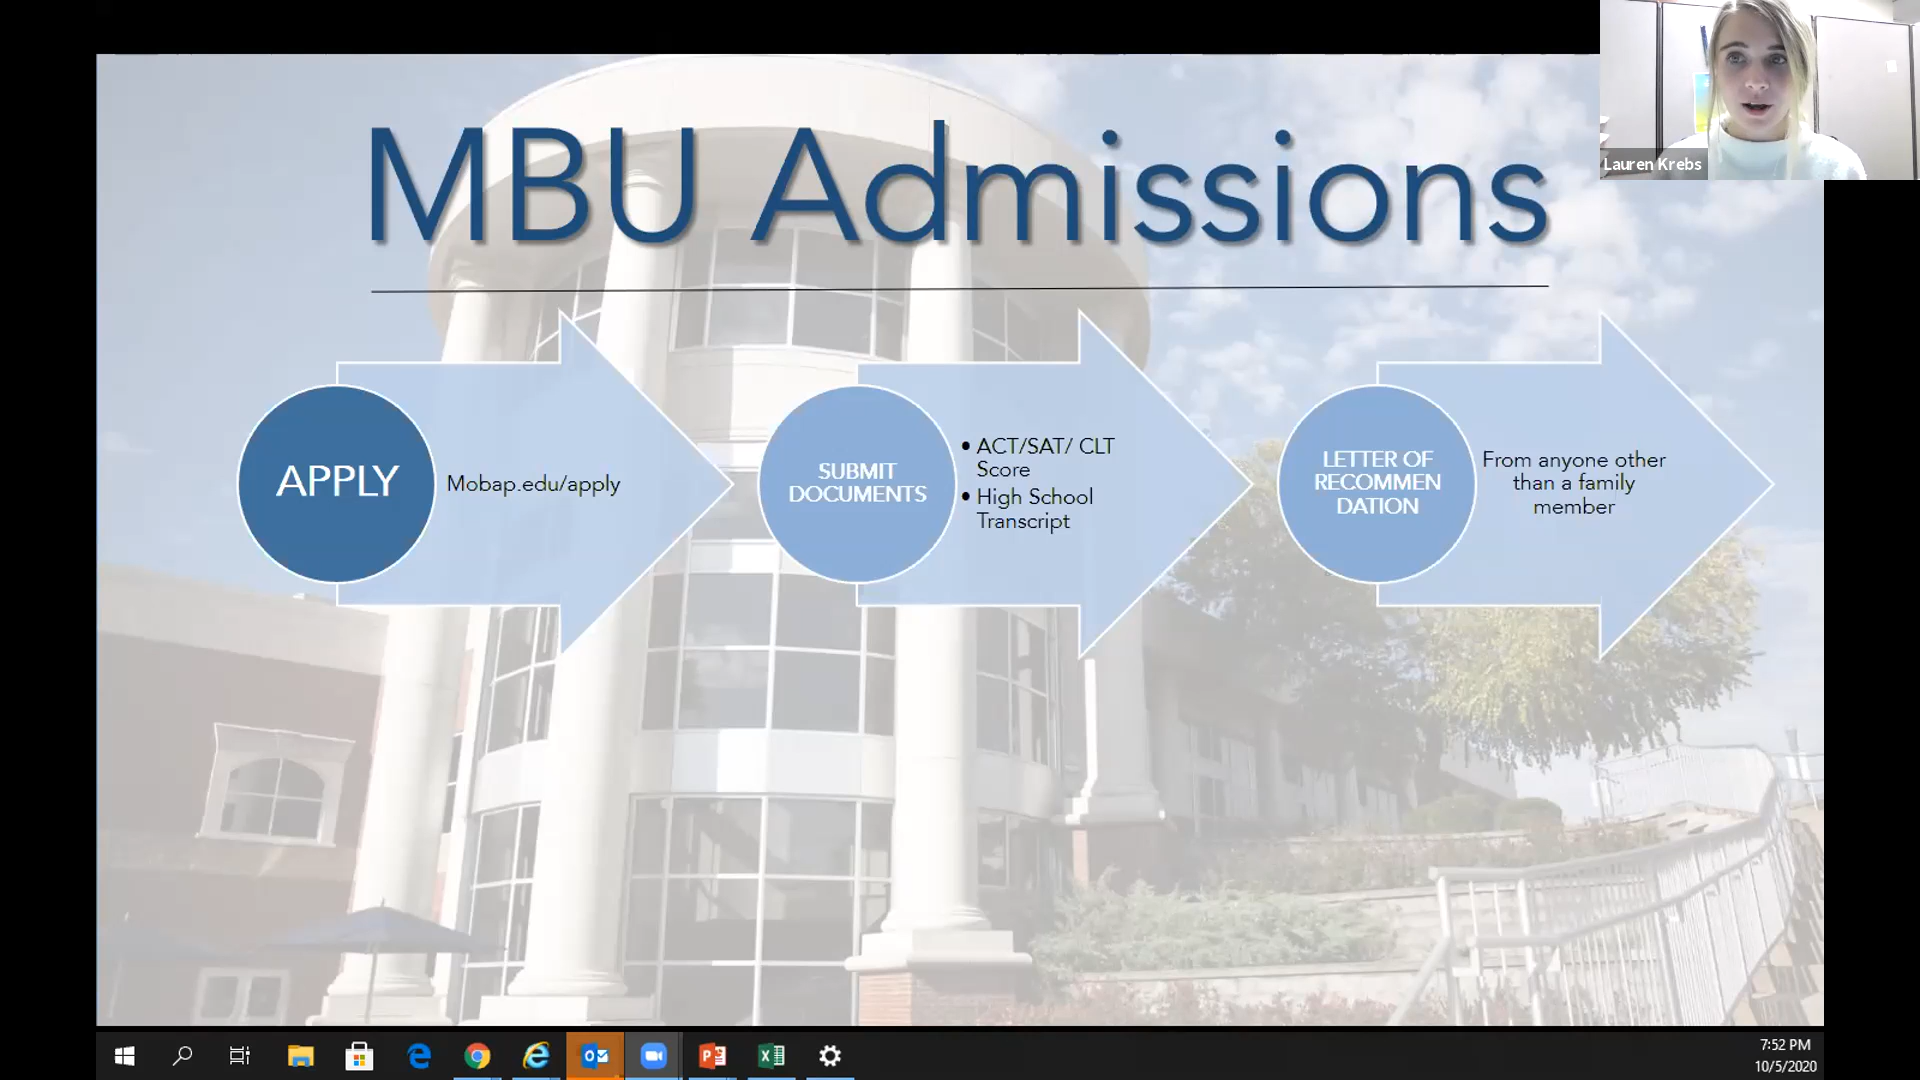 MBU Admissions
Lauren Krebs
APPLY
Mobap.edu/apply
SUBMIT
DOCUMENTS
• ACT/SAT/ CLT
Score
• High School
Transcript
LETTER OF
RECOMMEN
DATION
From anyone other
than a family
member
7:52 PM
10/5/2020